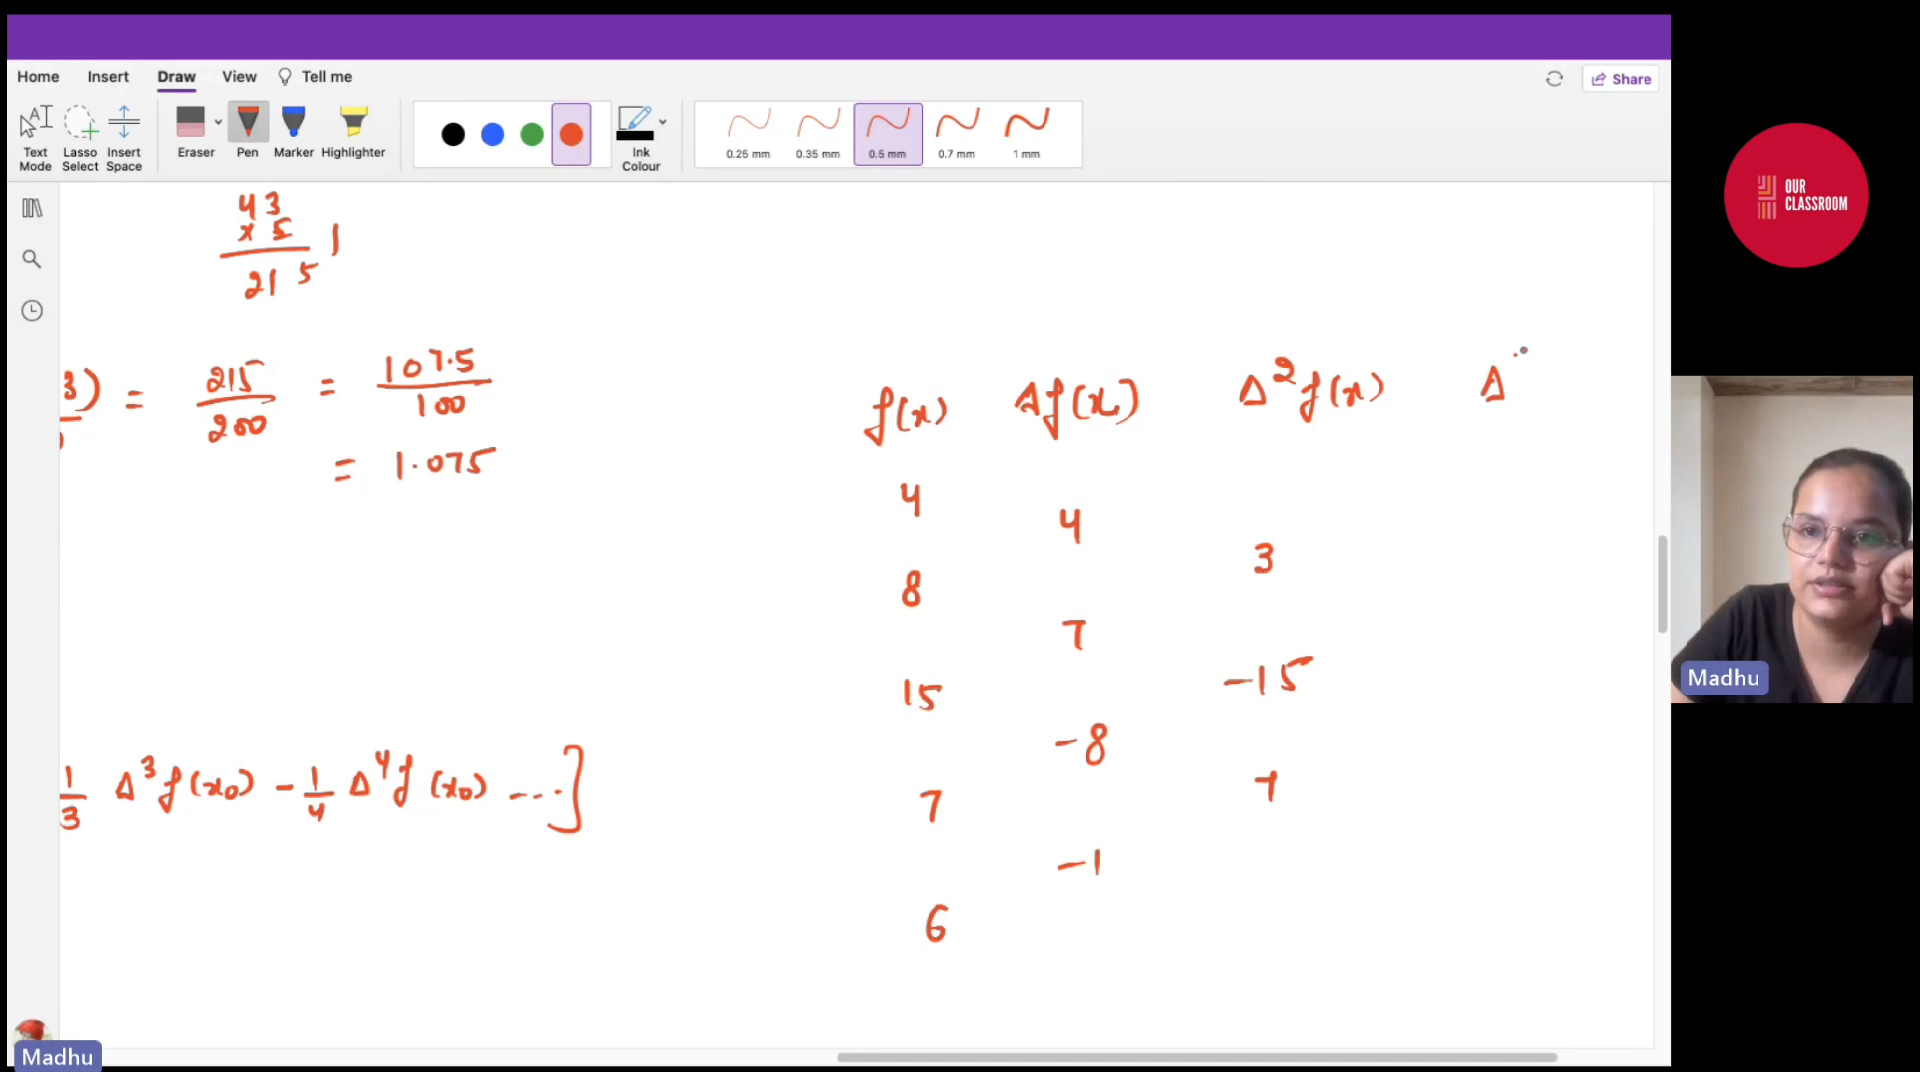 Home Insert Draw View Tell me
Share
Text Mode
Lasso Select
Insert Space
Eraser
Pen
Marker
Highlighter
Ink Colour
0.25 mm
0.35 mm
0.5 mm
0.7 mm
1 mm
OUR CLASSROOM
43
x 5
215
1
3) = 215/200 = 107.5/100
= 1.075
f(x) Δf(x) Δ²f(x) Δ
4
4
3
8
7
15
-15
-8
7
7
-1
6
1/3 Δ³f(x₀) - 1/4 Δ⁴f(x₀) ....]
Madhu
Madhu